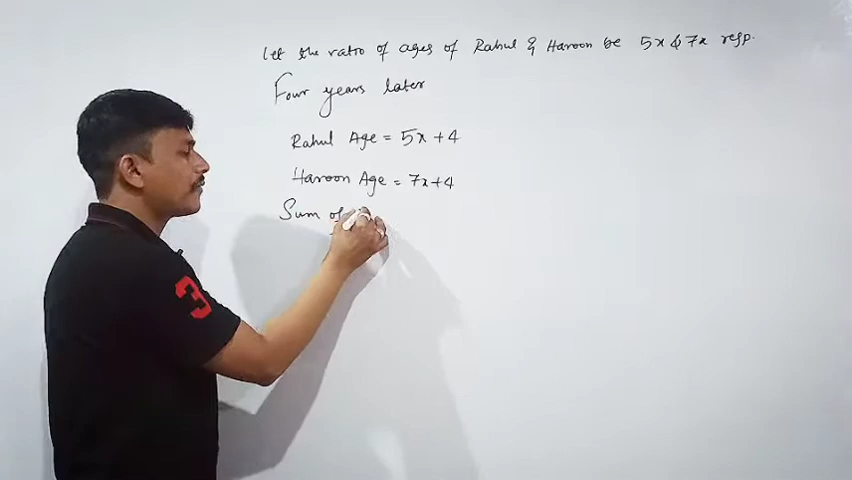 Let the ratio of ages of Rahul & Haroon be 5x & 7x resp.
Four years later
Rahul Age = 5x + 4
Haroon Age = 7x + 4
Sum of
3